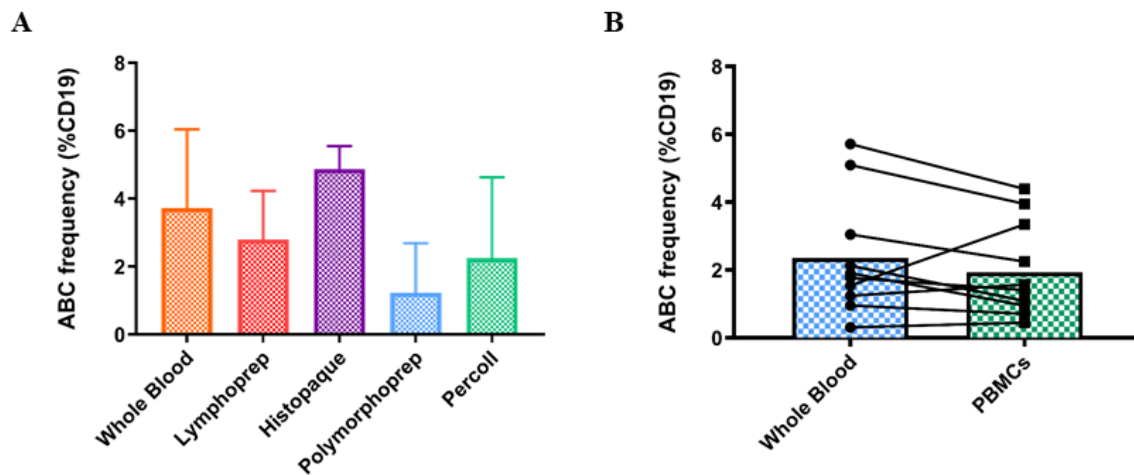 A
ABC frequency (%CD19)
8
6
4
2
0
Whole Blood
Lymphoprep
Histopaque
Polymorphoprep
Percoll
B
ABC frequency (%CD19)
8
6
4
2
0
Whole Blood
PBMCs